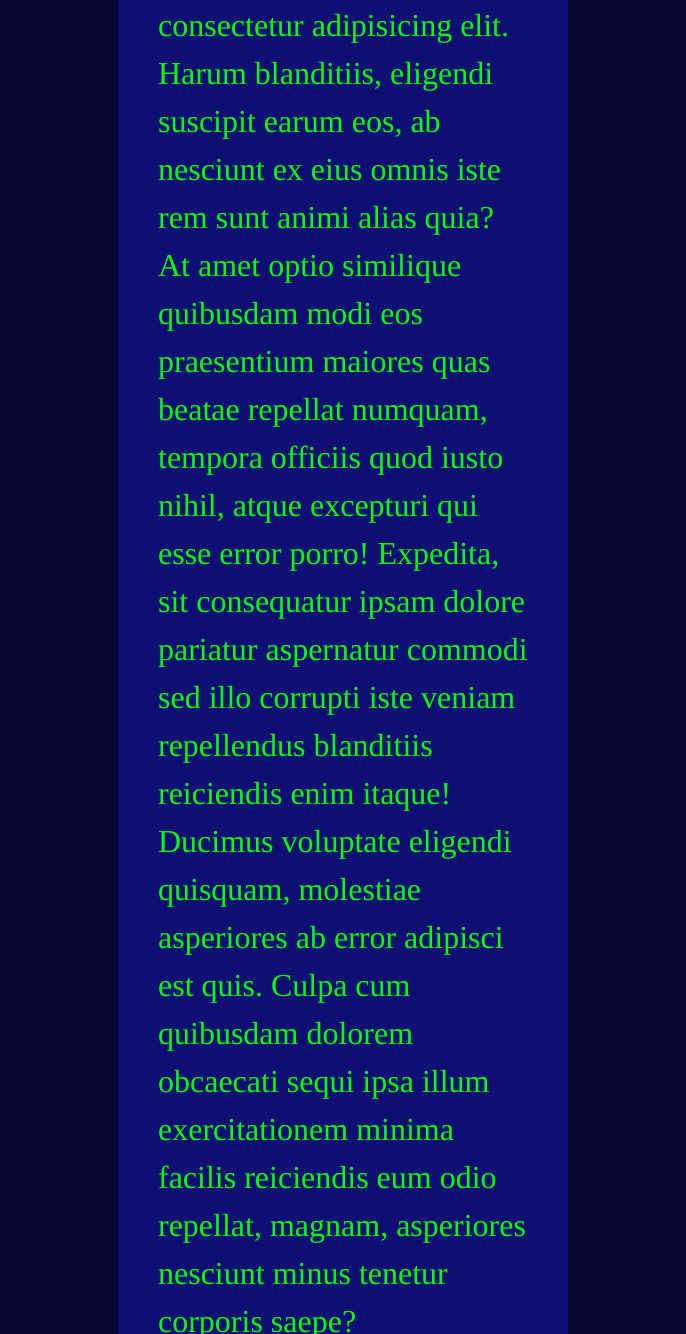 consectetur adipisicing elit.
Harum blanditiis, eligendi
suscipit earum eos, ab
nesciunt ex eius omnis iste
rem sunt animi alias quia?
At amet optio similique
quibusdam modi eos
praesentium maiores quas
beatae repellat numquam,
tempora officiis quod iusto
nihil, atque excepturi qui
esse error porro! Expedita,
sit consequatur ipsam dolore
pariatur aspernatur commodi
sed illo corrupti iste veniam
repellendus blanditiis
reiciendis enim itaque!
Ducimus voluptate eligendi
quisquam, molestiae
asperiores ab error adipisci
est quis. Culpa cum
quibusdam dolorem
obcaecati sequi ipsa illum
exercitationem minima
facilis reiciendis eum odio
repellat, magnam, asperiores
nesciunt minus tenetur
corporis saepe?